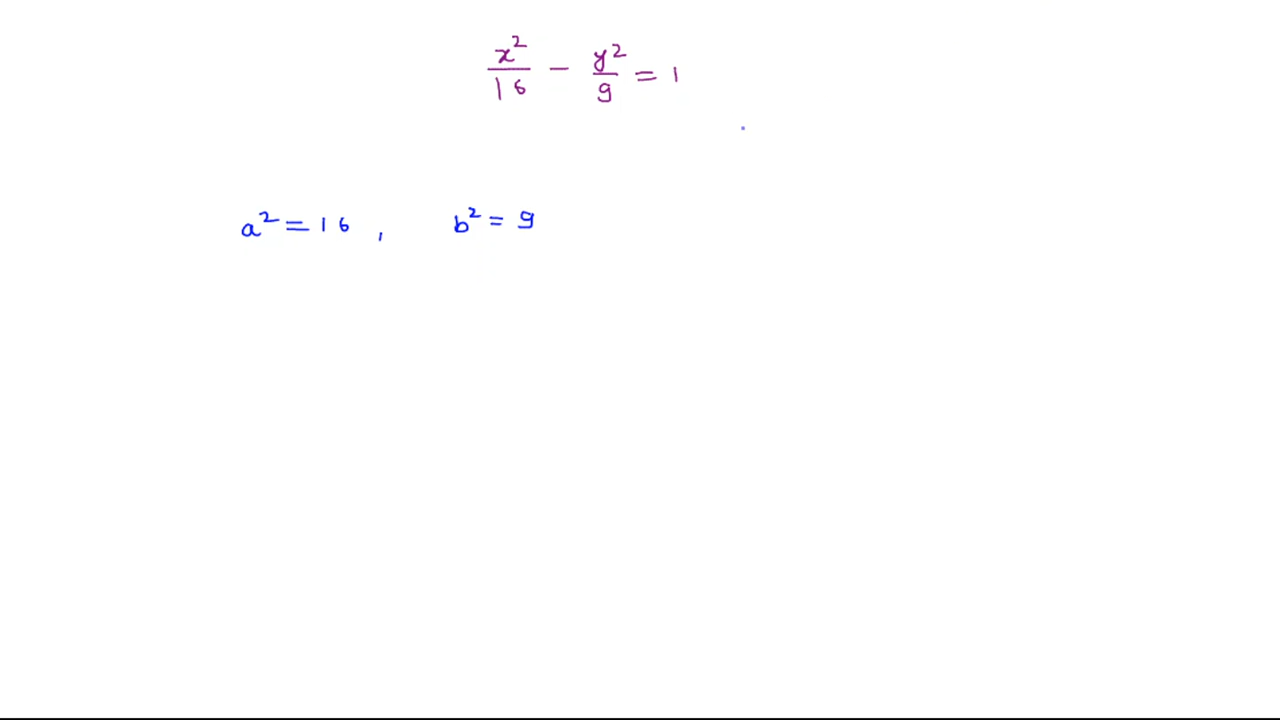 x²/16 - y²/9 = 1
a² = 16 , b² = 9